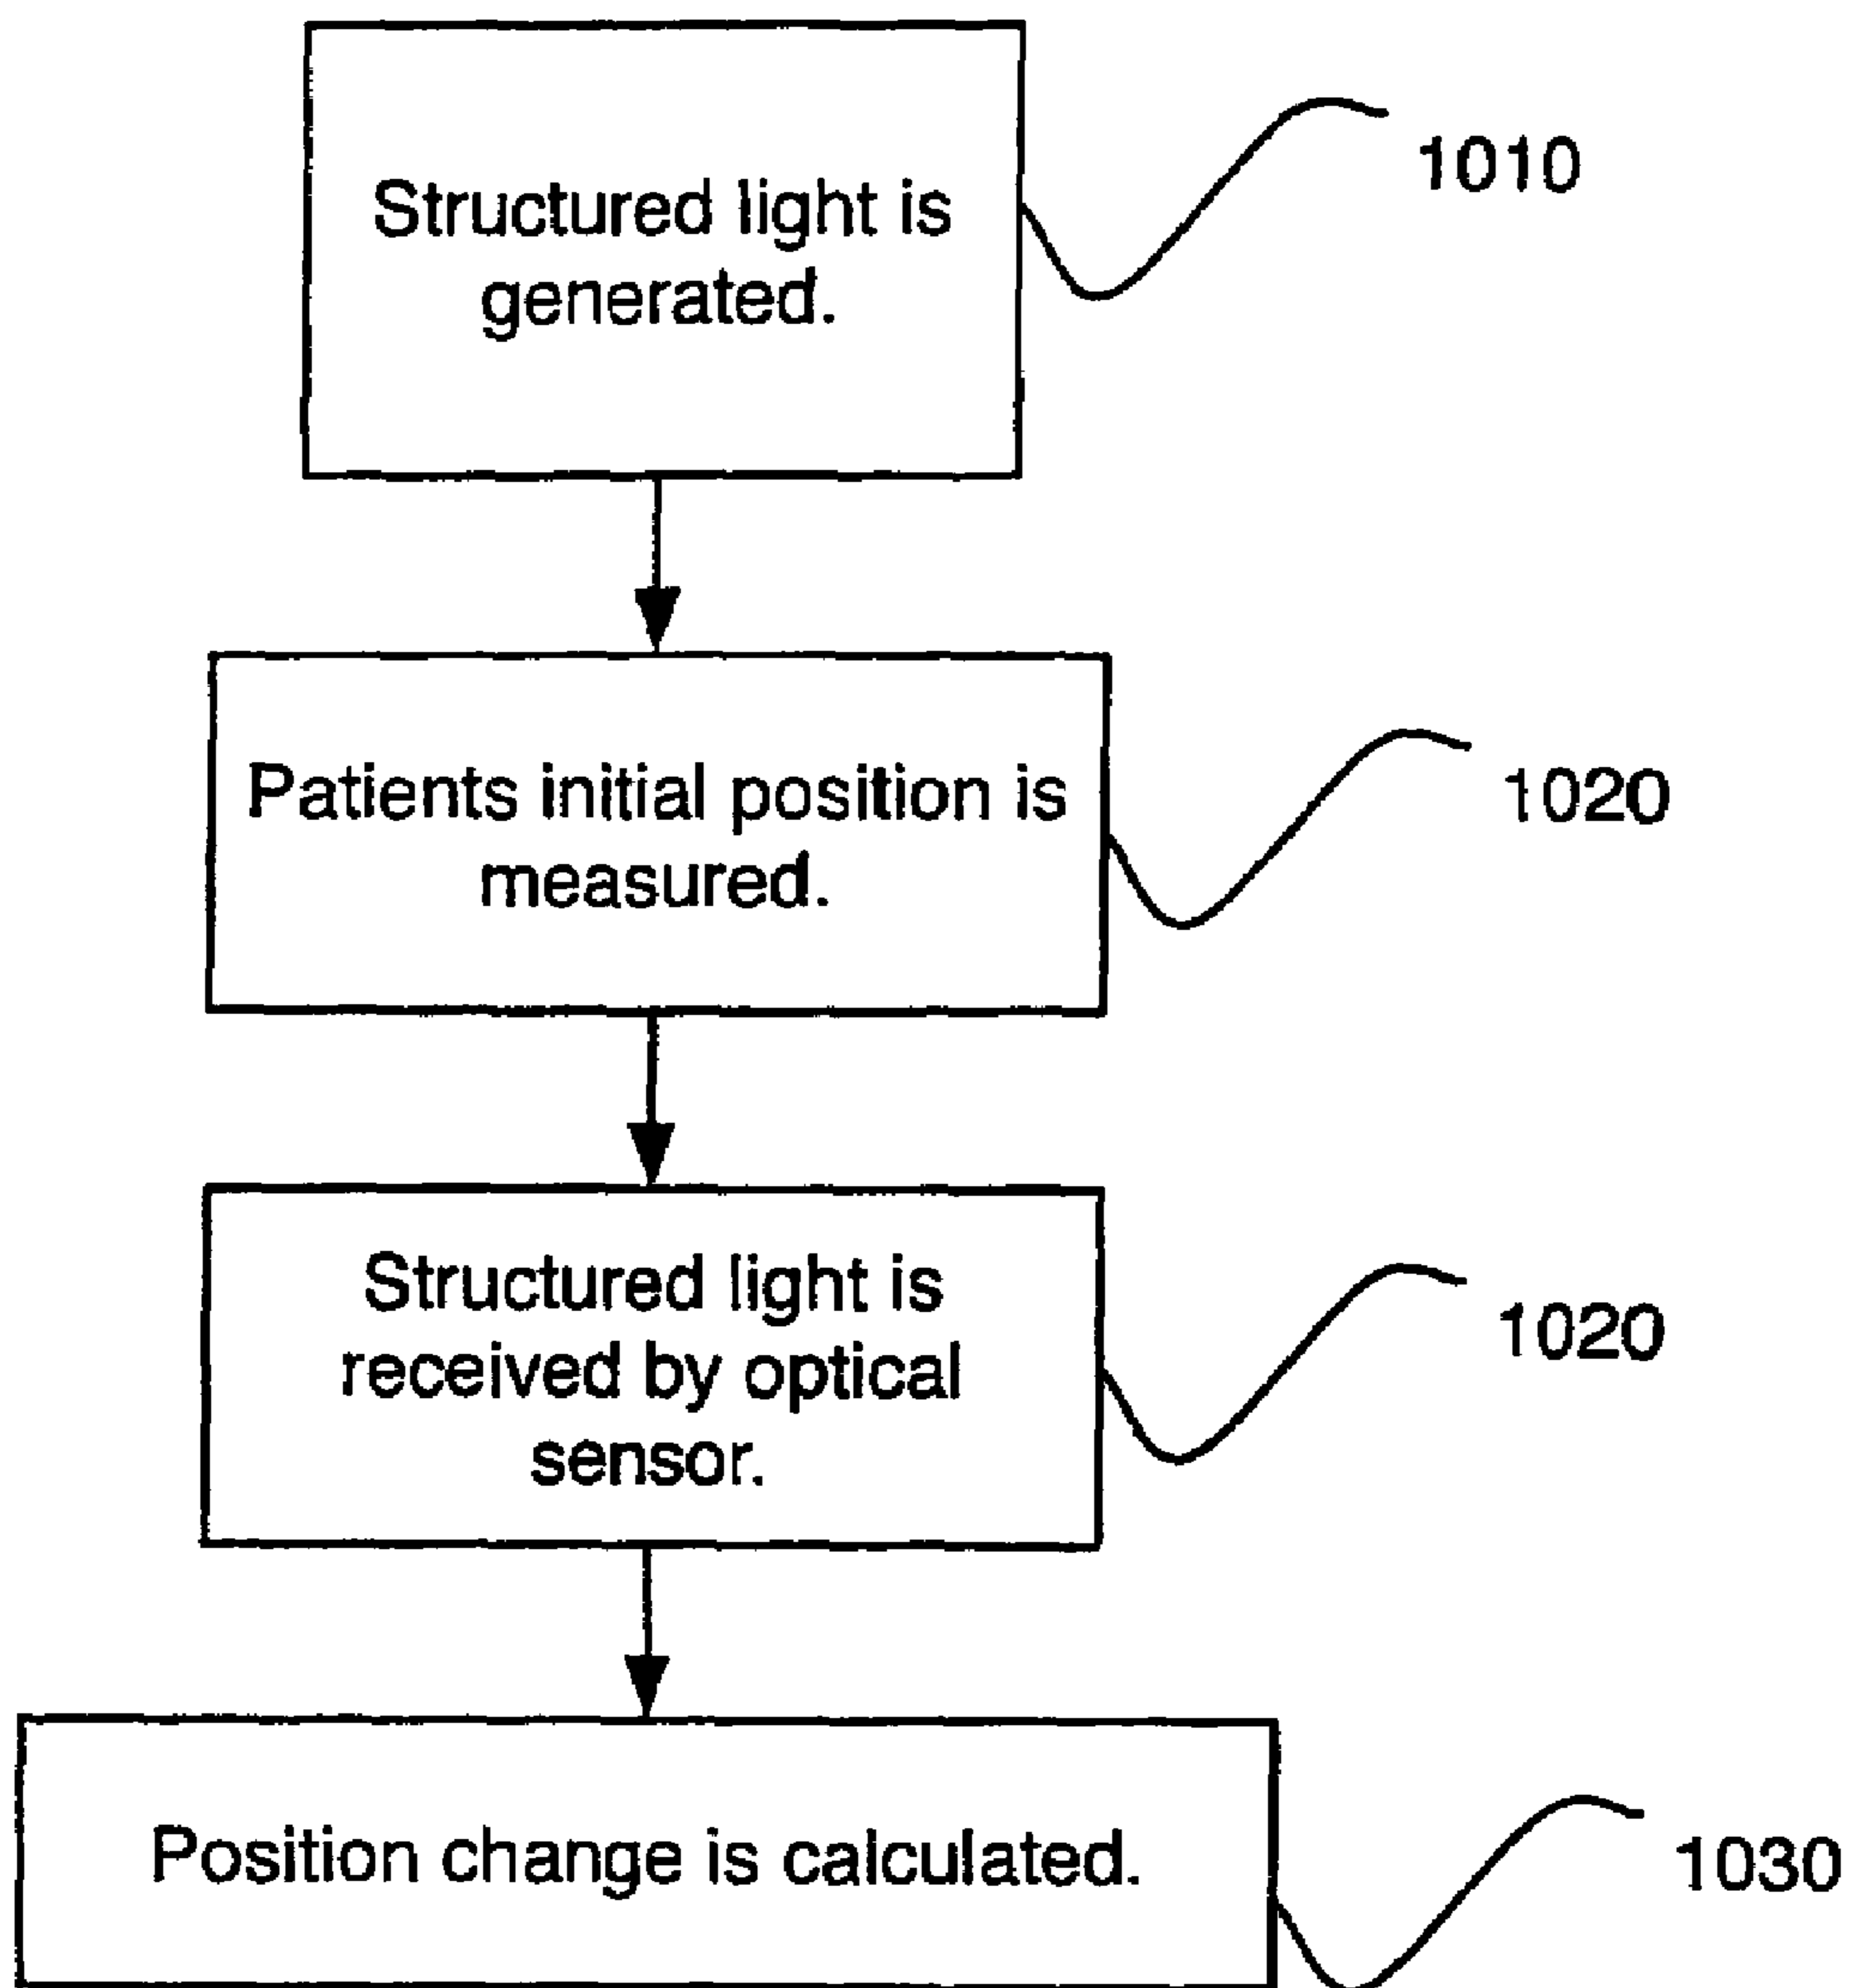 Structured light is
generated.
1010
Patients initial position is
measured.
1020
Structured light is
received by optical
sensor.
1020
Position change is calculated.
1030